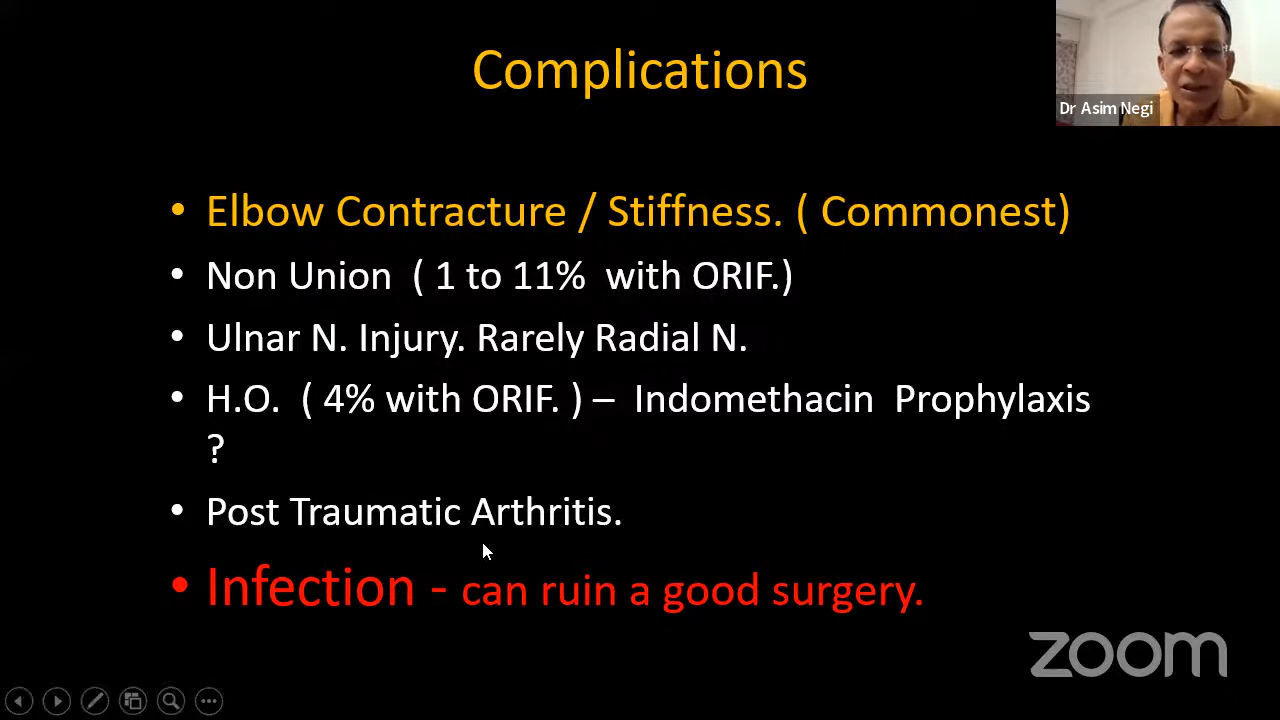 Complications
Dr Asim Negi
• Elbow Contracture / Stiffness. ( Commonest)
• Non Union ( 1 to 11% with ORIF.)
• Ulnar N. Injury. Rarely Radial N.
• H.O. ( 4% with ORIF. ) – Indomethacin Prophylaxis
?
• Post Traumatic Arthritis.
• Infection - can ruin a good surgery.
zoom